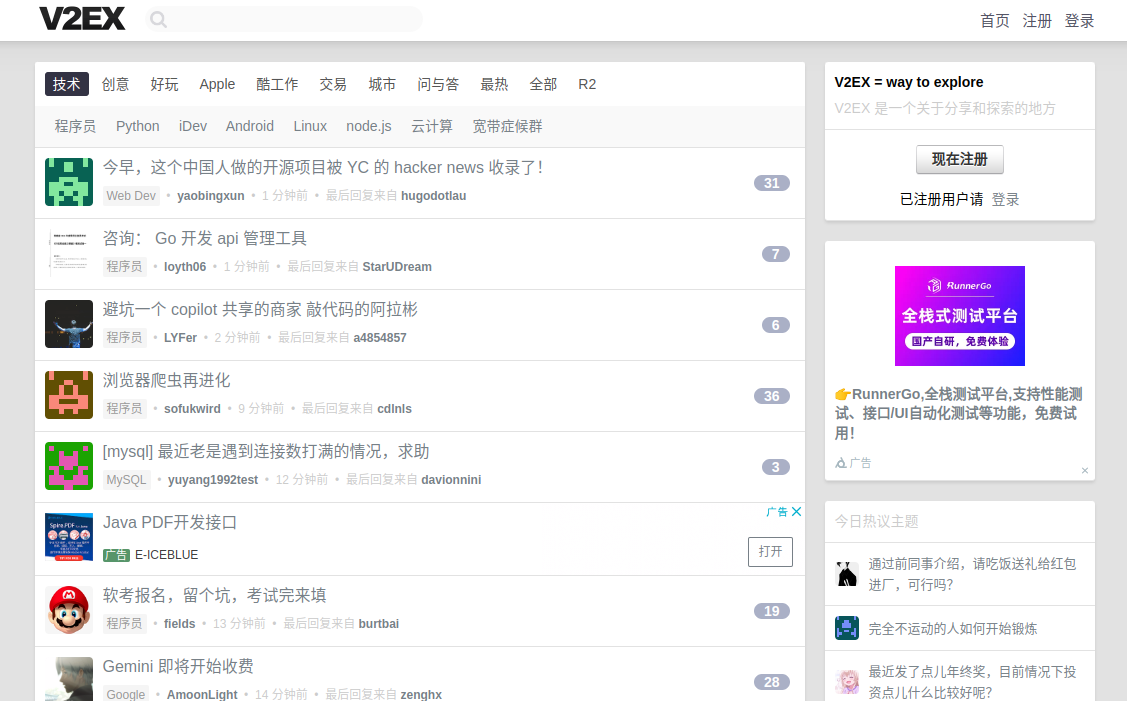 V2EX
首页 注册 登录
技术 创意 好玩 Apple 酷工作 交易 城市 问与答 最热 全部 R2
程序员 Python iDev Android Linux node.js 云计算 宽带症候群
今早，这个中国人做的开源项目被 YC 的 hacker news 收录了！
Web Dev • yaobingxun • 1 分钟前 • 最后回复来自 hugodotlau
31
咨询： Go 开发 api 管理工具
程序员 • loyth06 • 1 分钟前 • 最后回复来自 StarUDream
7
避坑一个 copilot 共享的商家 敲代码的阿拉彬
程序员 • LYFer • 2 分钟前 • 最后回复来自 a4854857
6
浏览器爬虫再进化
程序员 • sofukwird • 9 分钟前 • 最后回复来自 cdlnls
36
[mysql] 最近老是遇到连接数打满的情况，求助
MySQL • yuyang1992test • 12 分钟前 • 最后回复来自 davionnini
3
Spire.PDF
Java PDF开发接口
广告 E-ICEBLUE
广告
打开
软考报名，留个坑，考试完来填
程序员 • fields • 13 分钟前 • 最后回复来自 burtbai
19
Gemini 即将开始收费
Google • AmoonLight • 14 分钟前 • 最后回复来自 zenghx
28
V2EX = way to explore
V2EX 是一个关于分享和探索的地方
现在注册
已注册用户请 登录
RunnerGo
全栈式测试平台
国产自研，免费体验
👉RunnerGo,全栈测试平台,支持性能测
试、接口/UI自动化测试等功能，免费试
用！
广告
×
今日热议主题
通过前同事介绍，请吃饭送礼给红包
进厂，可行吗？
完全不运动的人如何开始锻炼
最近发了点儿年终奖，目前情况下投
资点儿什么比较好呢？